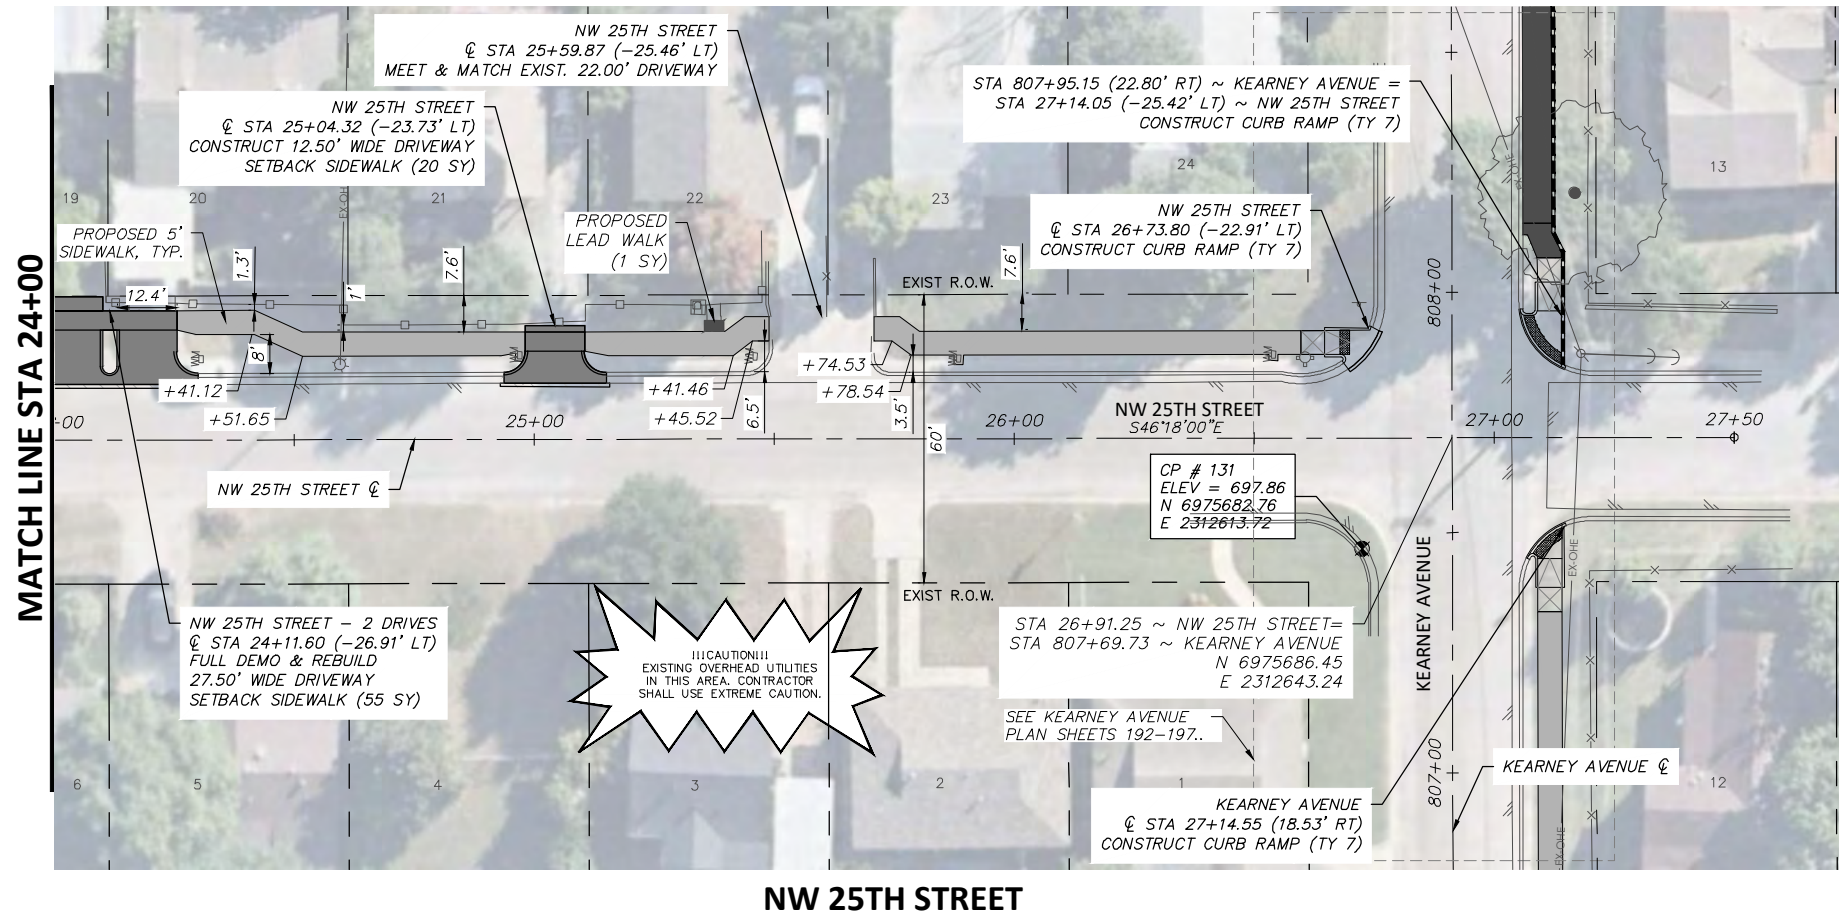 NW 25TH STREET
℄ STA 25+59.87 (-25.46' LT)
MEET & MATCH EXIST. 22.00' DRIVEWAY
NW 25TH STREET
℄ STA 25+04.32 (-23.73' LT)
CONSTRUCT 12.50' WIDE DRIVEWAY
SETBACK SIDEWALK (20 SY)
STA 807+95.15 (22.80' RT) ~ KEARNEY AVENUE =
STA 27+14.05 (-25.42' LT) ~ NW 25TH STREET
CONSTRUCT CURB RAMP (TY 7)
NW 25TH STREET
℄ STA 26+73.80 (-22.91' LT)
CONSTRUCT CURB RAMP (TY 7)
19
20
21
22
23
24
13
EX-OHE
PROPOSED 5'
SIDEWALK, TYP.
PROPOSED
LEAD WALK
(1 SY)
1.3'
12.4'
1'
7.6'
8'
EXIST R.O.W.
7.6'
WM
WM
WM
WM
WM
+41.12
+51.65
+41.46
+45.52
6.5'
+74.53
+78.54
3.5'
60'
808+00
MATCH LINE STA 24+00
+00
25+00
26+00
NW 25TH STREET
S46°18'00"E
27+00
27+50
NW 25TH STREET ℄
CP # 131
ELEV = 697.86
N 6975682.76
E 2312613.72
KEARNEY AVENUE
EX-OHE
EXIST R.O.W.
NW 25TH STREET - 2 DRIVES
℄ STA 24+11.60 (-26.91' LT)
FULL DEMO & REBUILD
27.50' WIDE DRIVEWAY
SETBACK SIDEWALK (55 SY)
!!!CAUTION!!!
EXISTING OVERHEAD UTILITIES
IN THIS AREA. CONTRACTOR
SHALL USE EXTREME CAUTION.
STA 26+91.25 ~ NW 25TH STREET=
STA 807+69.73 ~ KEARNEY AVENUE
N 6975686.45
E 2312643.24
SEE KEARNEY AVENUE
PLAN SHEETS 192-197..
807+00
KEARNEY AVENUE ℄
6
5
4
3
2
1
12
KEARNEY AVENUE
℄ STA 27+14.55 (18.53' RT)
CONSTRUCT CURB RAMP (TY 7)
EX-OHE
NW 25TH STREET